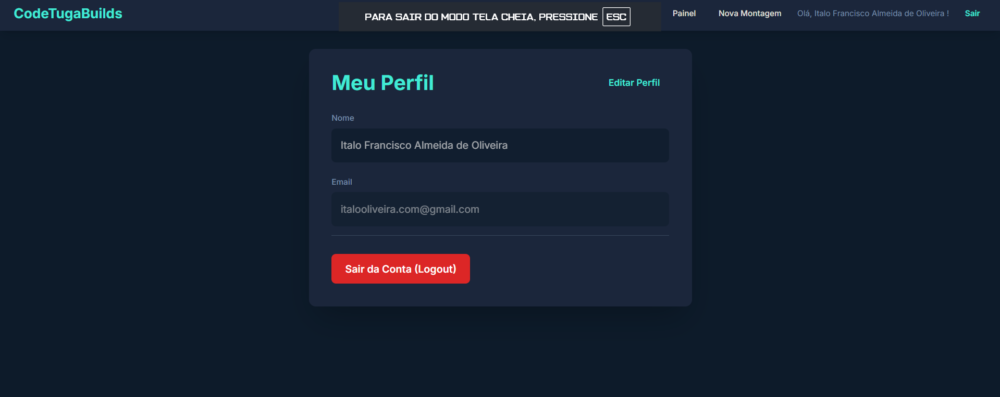 CodeTugaBuilds
PARA SAIR DO MODO TELA CHEIA, PRESSIONE ESC
Painel
Nova Montagem
Olá, Italo Francisco Almeida de Oliveira !
Sair
Meu Perfil
Editar Perfil
Nome
Italo Francisco Almeida de Oliveira
Email
italooliveira.com@gmail.com
Sair da Conta (Logout)